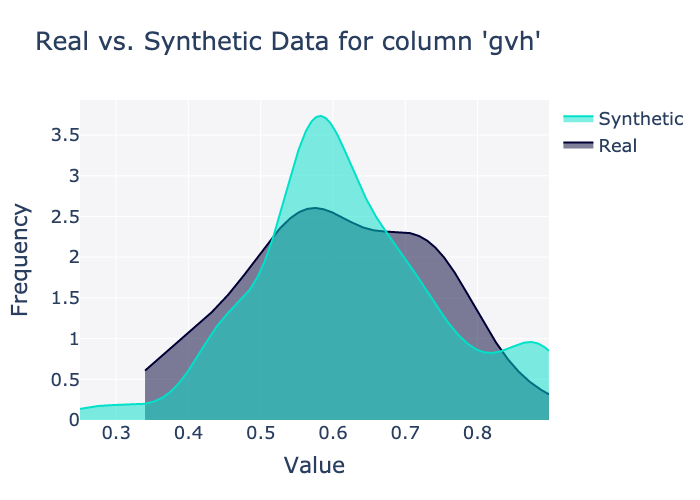 Real vs. Synthetic Data for column 'gvh'
Synthetic
Real
3.5
3
2.5
2
1.5
1
0.5
0
Frequency
0.3 0.4 0.5 0.6 0.7 0.8
Value